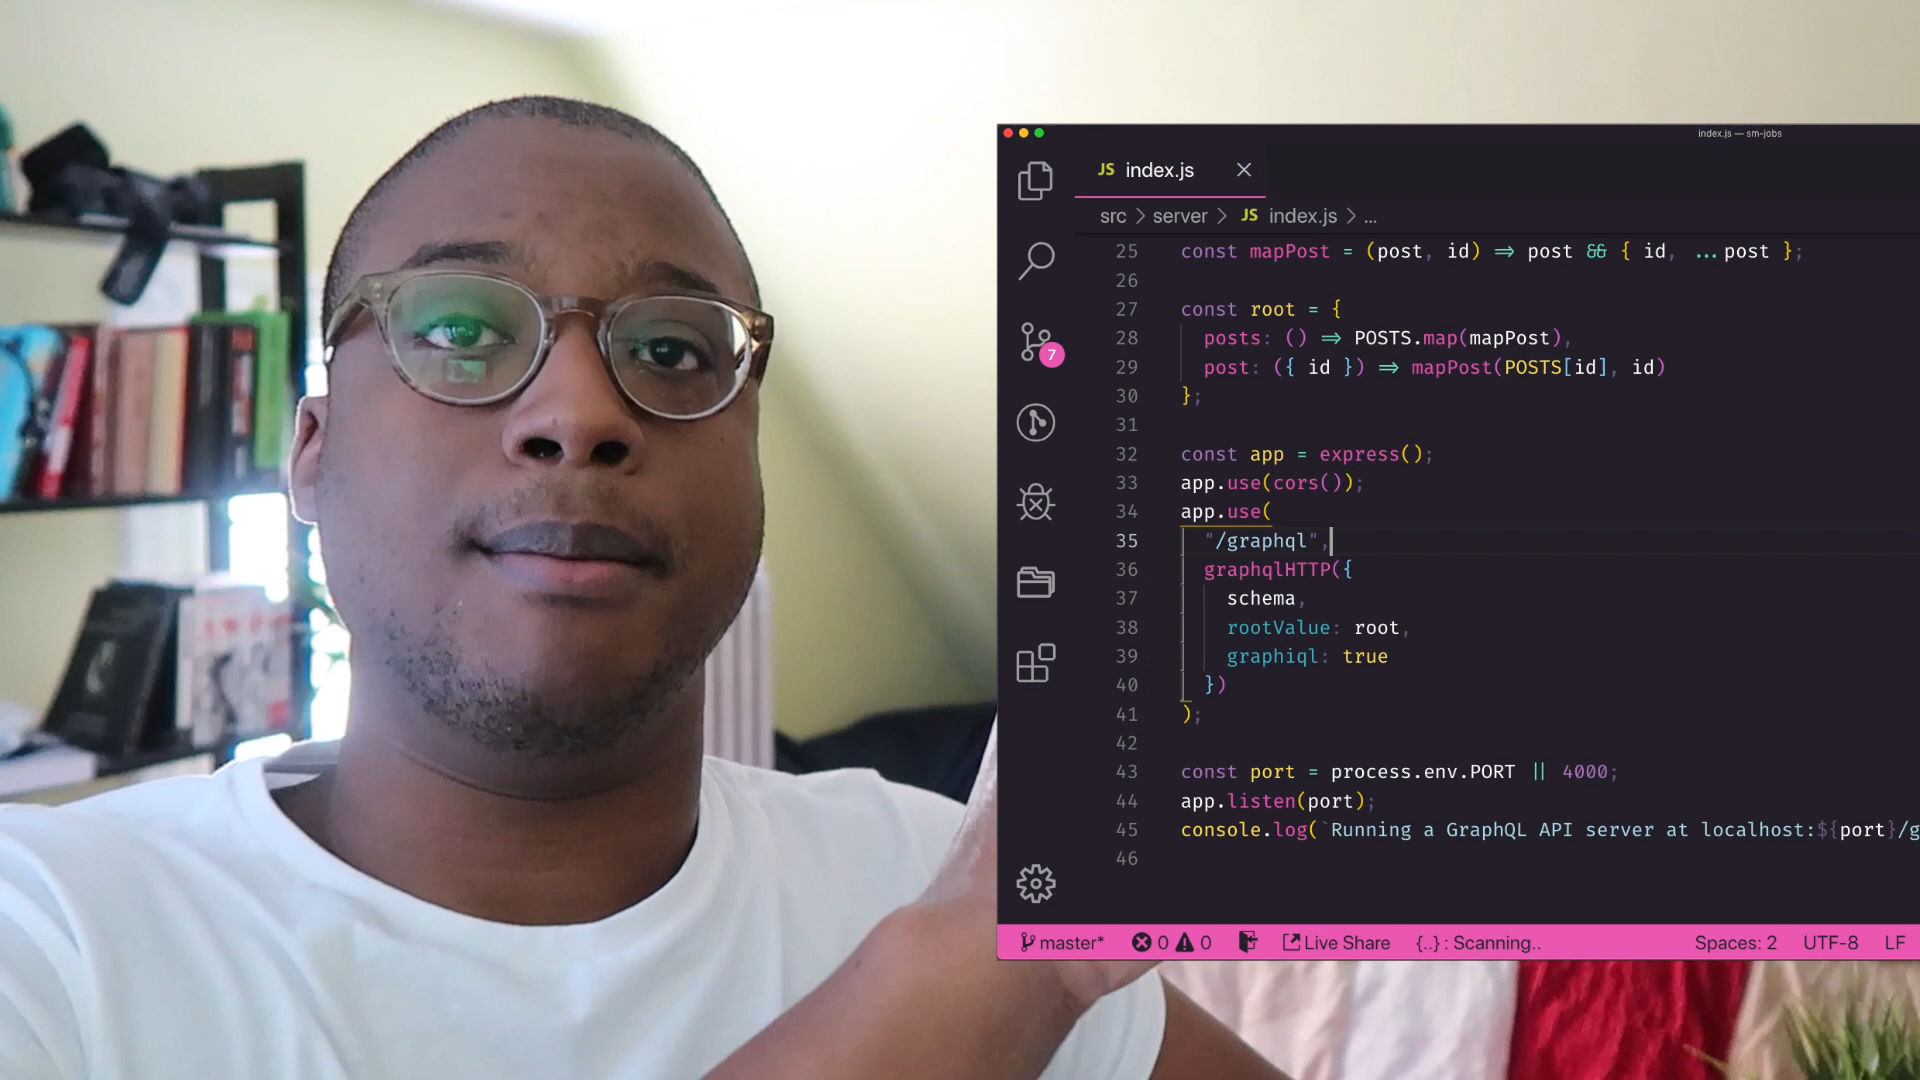 index.js — sm-jobs
JS index.js
src > server > JS index.js > ...
25 const mapPost = (post, id) => post && { id, ...post };
26
27 const root = {
28 posts: () => POSTS.map(mapPost),
29 post: ({ id }) => mapPost(POSTS[id], id)
30 };
31
32 const app = express();
33 app.use(cors());
34 app.use(
35 "/graphql",
36 graphqlHTTP({
37 schema,
38 rootValue: root,
39 graphiql: true
40 })
41 );
42
43 const port = process.env.PORT || 4000;
44 app.listen(port);
45 console.log(`Running a GraphQL API server at localhost:${port}/g
46
7
master* 0 0 Live Share {..} : Scanning.. Spaces: 2 UTF-8 LF